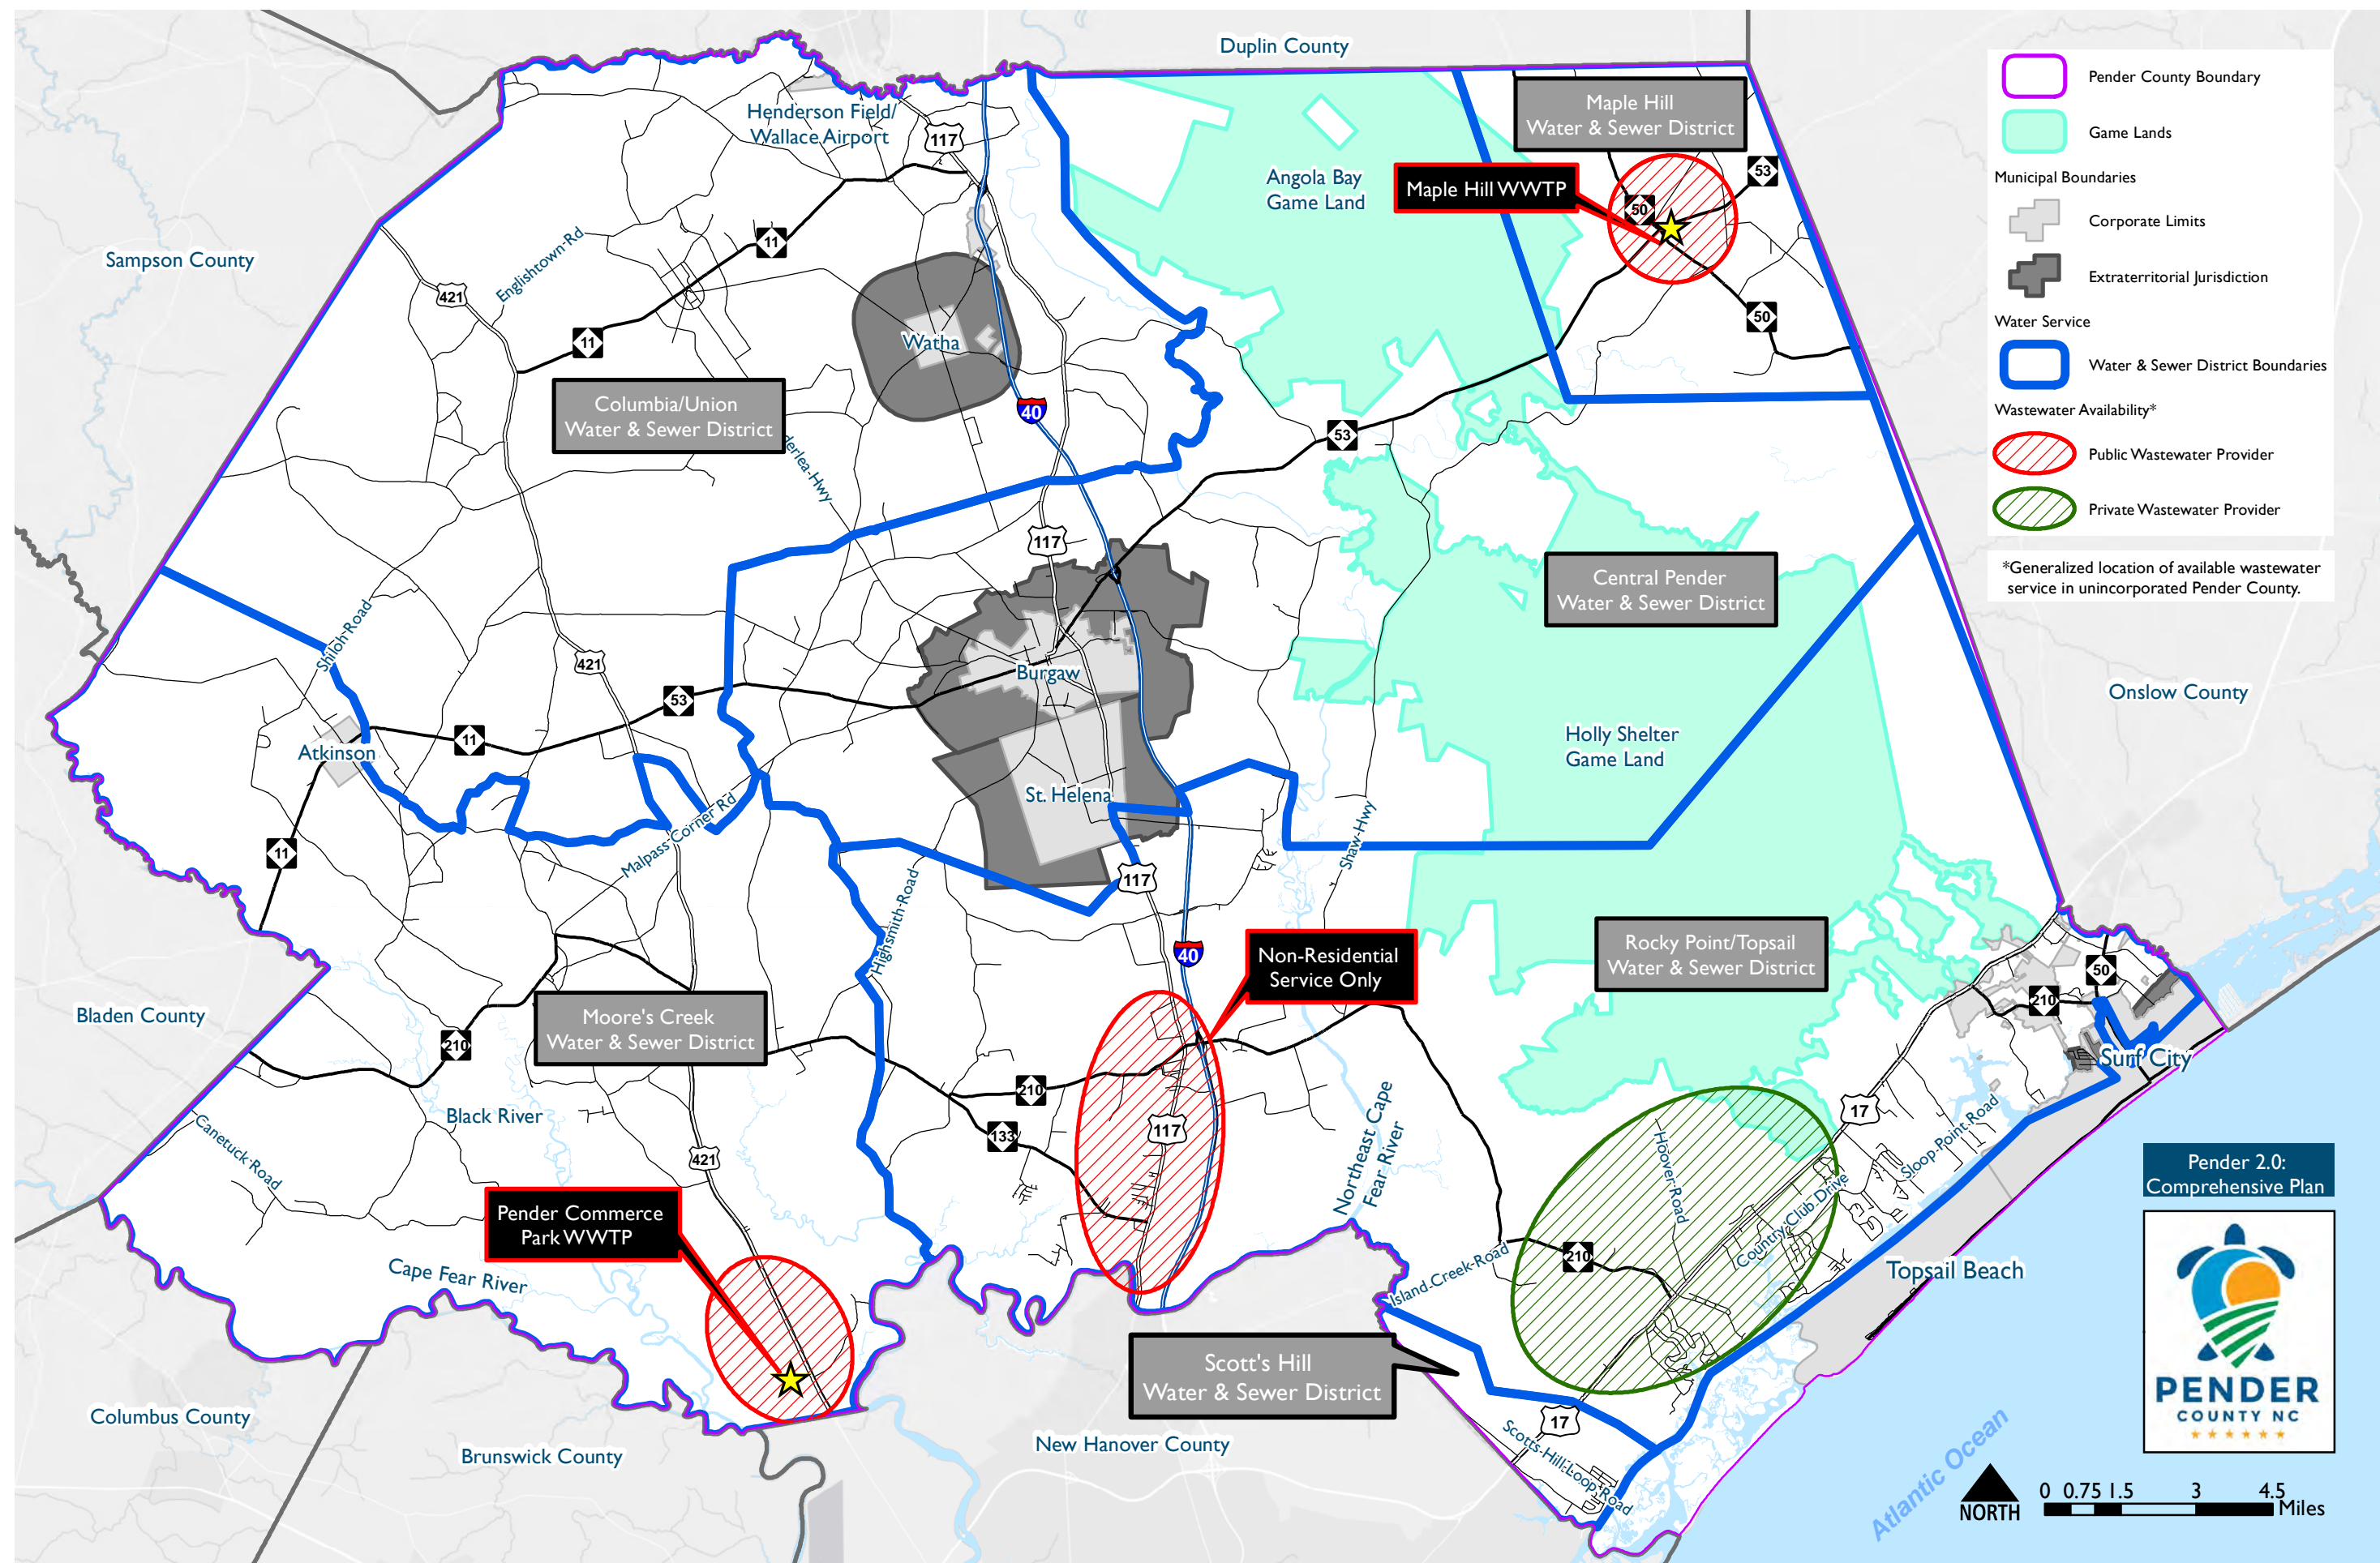 Duplin County
Henderson Field/
Wallace Airport
117
Maple Hill
Water & Sewer District
Maple Hill WWTP
53
50
50
Angola Bay
Game Land
Sampson County
Englishtown-Rd
11
421
11
Watha
40
Columbia/Union
Water & Sewer District
derlea-Hwy
53
117
Central Pender
Water & Sewer District
Shiloh-Road
421
Burgaw
53
Onslow County
11
Atkinson
Holly Shelter
Game Land
St. Helena
Malpass-Corner Rd
Shaw-Hwy
11
117
Highsmith-Road
Rocky Point/Topsail
Water & Sewer District
40
Non-Residential
Service Only
50
210
Bladen County
Moore's Creek
Water & Sewer District
210
Surf City
210
Black River
133
117
17
Northeast Cape
Fear River
Sloop-Point-Road
Canetuck-Road
421
Hoover-Road
Country-Club-Drive
Pender Commerce
Park WWTP
210
Island-Creek-Road
Cape Fear River
Topsail Beach
Scott's Hill
Water & Sewer District
17
Scotts-Hill-Loop-Road
Columbus County
Brunswick County
New Hanover County
Atlantic Ocean
Pender County Boundary
Game Lands
Municipal Boundaries
Corporate Limits
Extraterritorial Jurisdiction
Water Service
Water & Sewer District Boundaries
Wastewater Availability*
Public Wastewater Provider
Private Wastewater Provider
*Generalized location of available wastewater
service in unincorporated Pender County.
Pender 2.0:
Comprehensive Plan
PENDER
COUNTY NC
NORTH
0 0.75 1.5 3 4.5
Miles